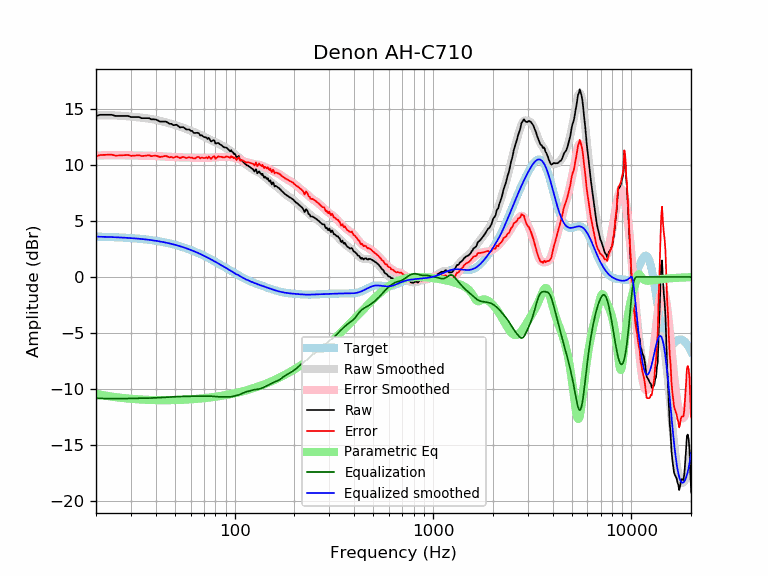 Denon AH-C710
Amplitude (dBr)
15
10
5
0
−5
−10
−15
−20
Target
Raw Smoothed
Error Smoothed
Raw
Error
Parametric Eq
Equalization
Equalized smoothed
100
1000
10000
Frequency (Hz)